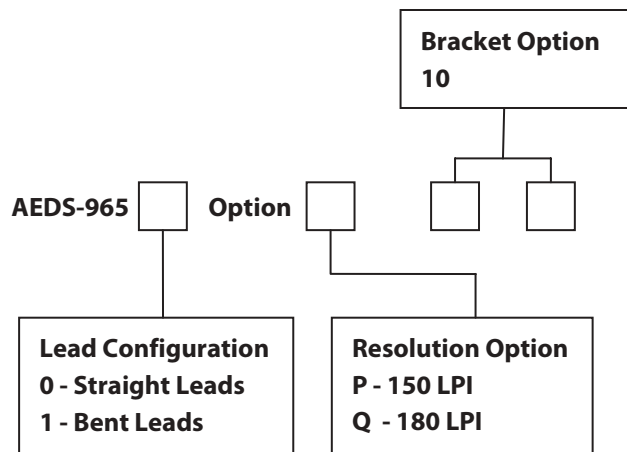 Bracket Option
10
AEDS-965 Option
Lead Configuration
0 - Straight Leads
1 - Bent Leads
Resolution Option
P - 150 LPI
Q - 180 LPI